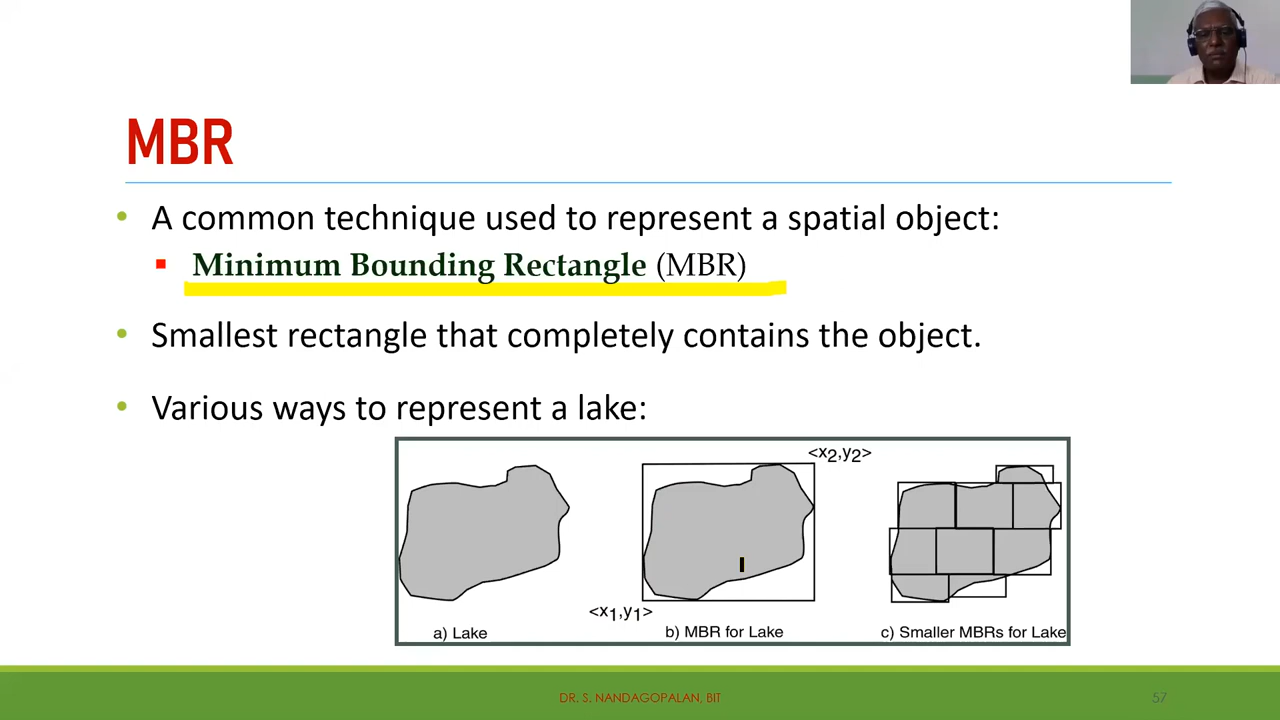 MBR
• A common technique used to represent a spatial object:
▪ Minimum Bounding Rectangle (MBR)
• Smallest rectangle that completely contains the object.
• Various ways to represent a lake:
<x2,y2>
<x1,y1>
a) Lake
b) MBR for Lake
c) Smaller MBRs for Lake
DR. S. NANDAGOPALAN, BIT
57